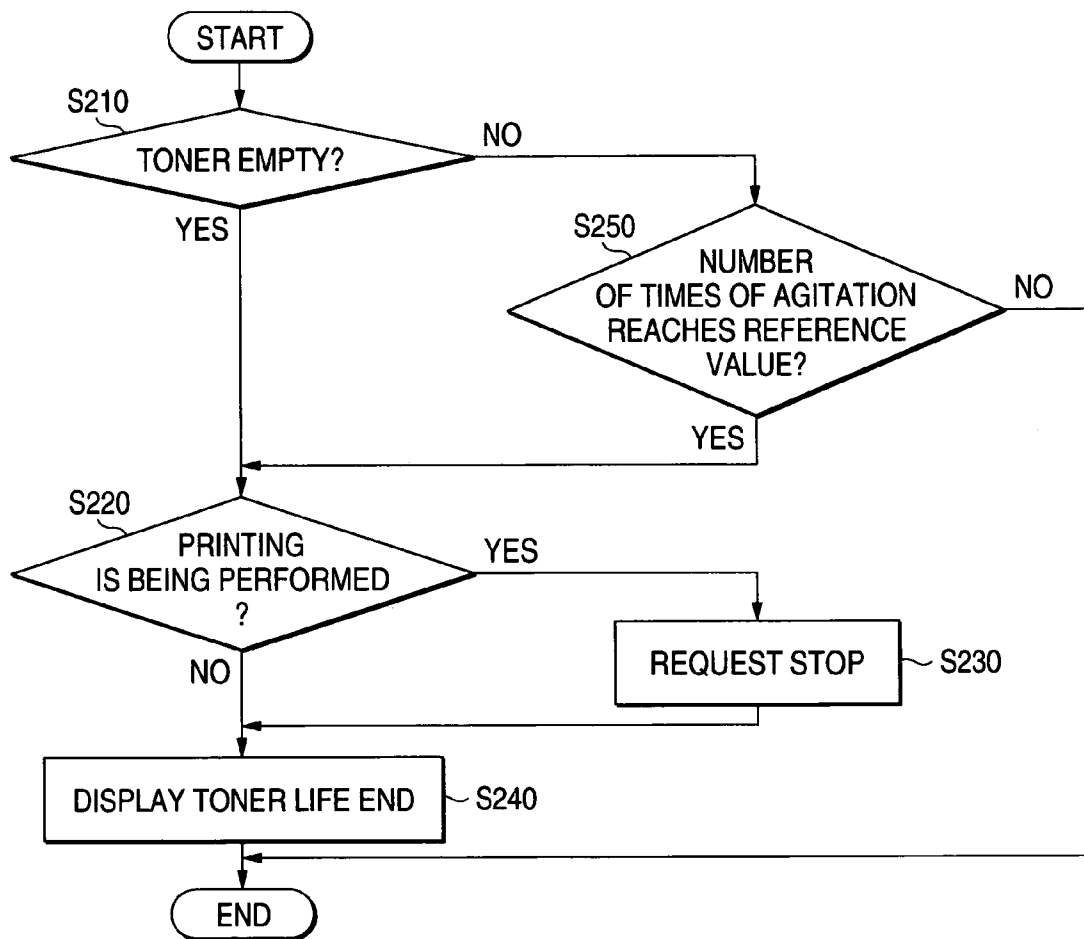 START
S210
TONER EMPTY?
NO
YES
S250
NUMBER
OF TIMES OF AGITATION
REACHES REFERENCE
VALUE?
NO
YES
S220
PRINTING
IS BEING PERFORMED
?
YES
NO
REQUEST STOP
S230
DISPLAY TONER LIFE END
S240
END